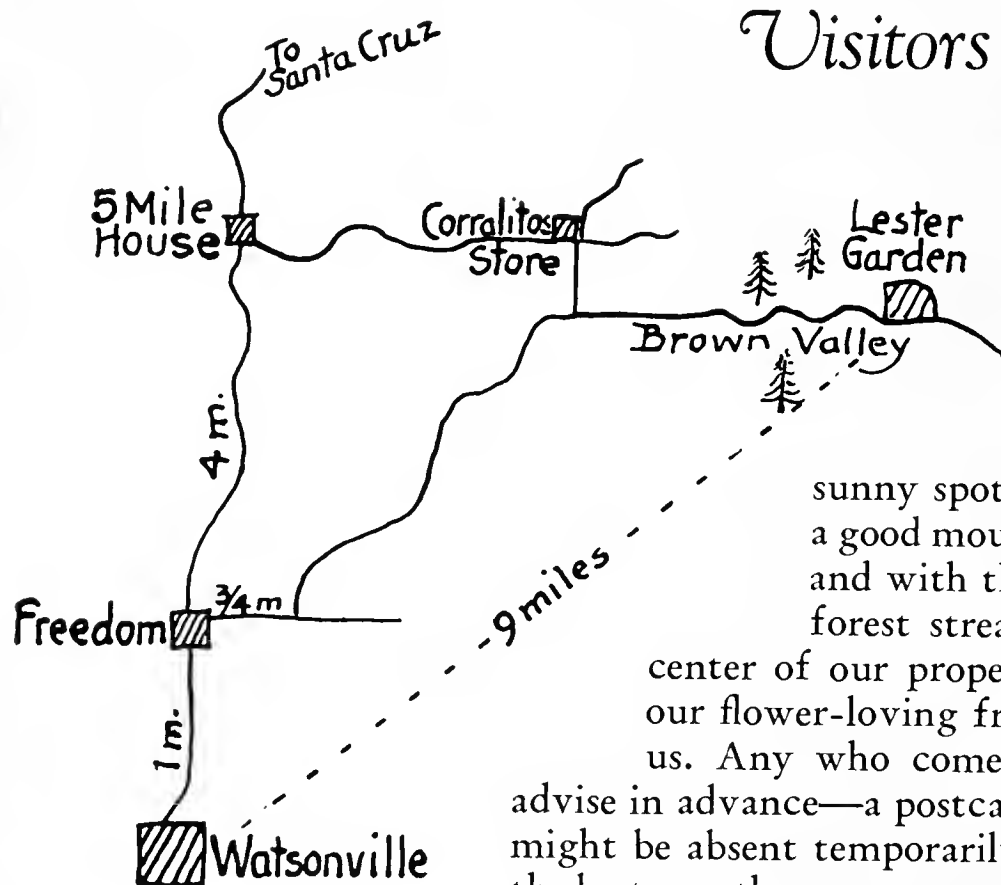 Visitors
To
Santa Cruz
5 Mile
House
Corralitos
Store
Lester
Garden
Brown Valley
4 m.
3/4 m
Freedom
9 miles
1 m.
Watsonville
sunny spot
a good mou
and with th
forest strea
center of our prope
our flower-loving fr
us. Any who come
advise in advance—a postca
might be absent temporaril